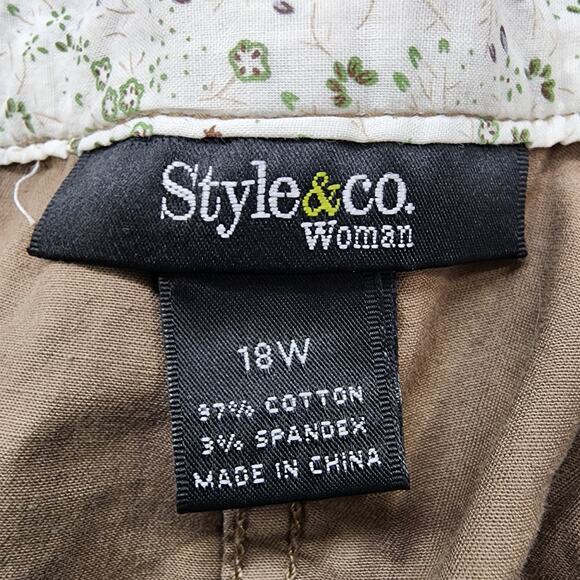 Style&co.
Woman
18W
97% COTTON
3% SPANDEX
MADE IN CHINA